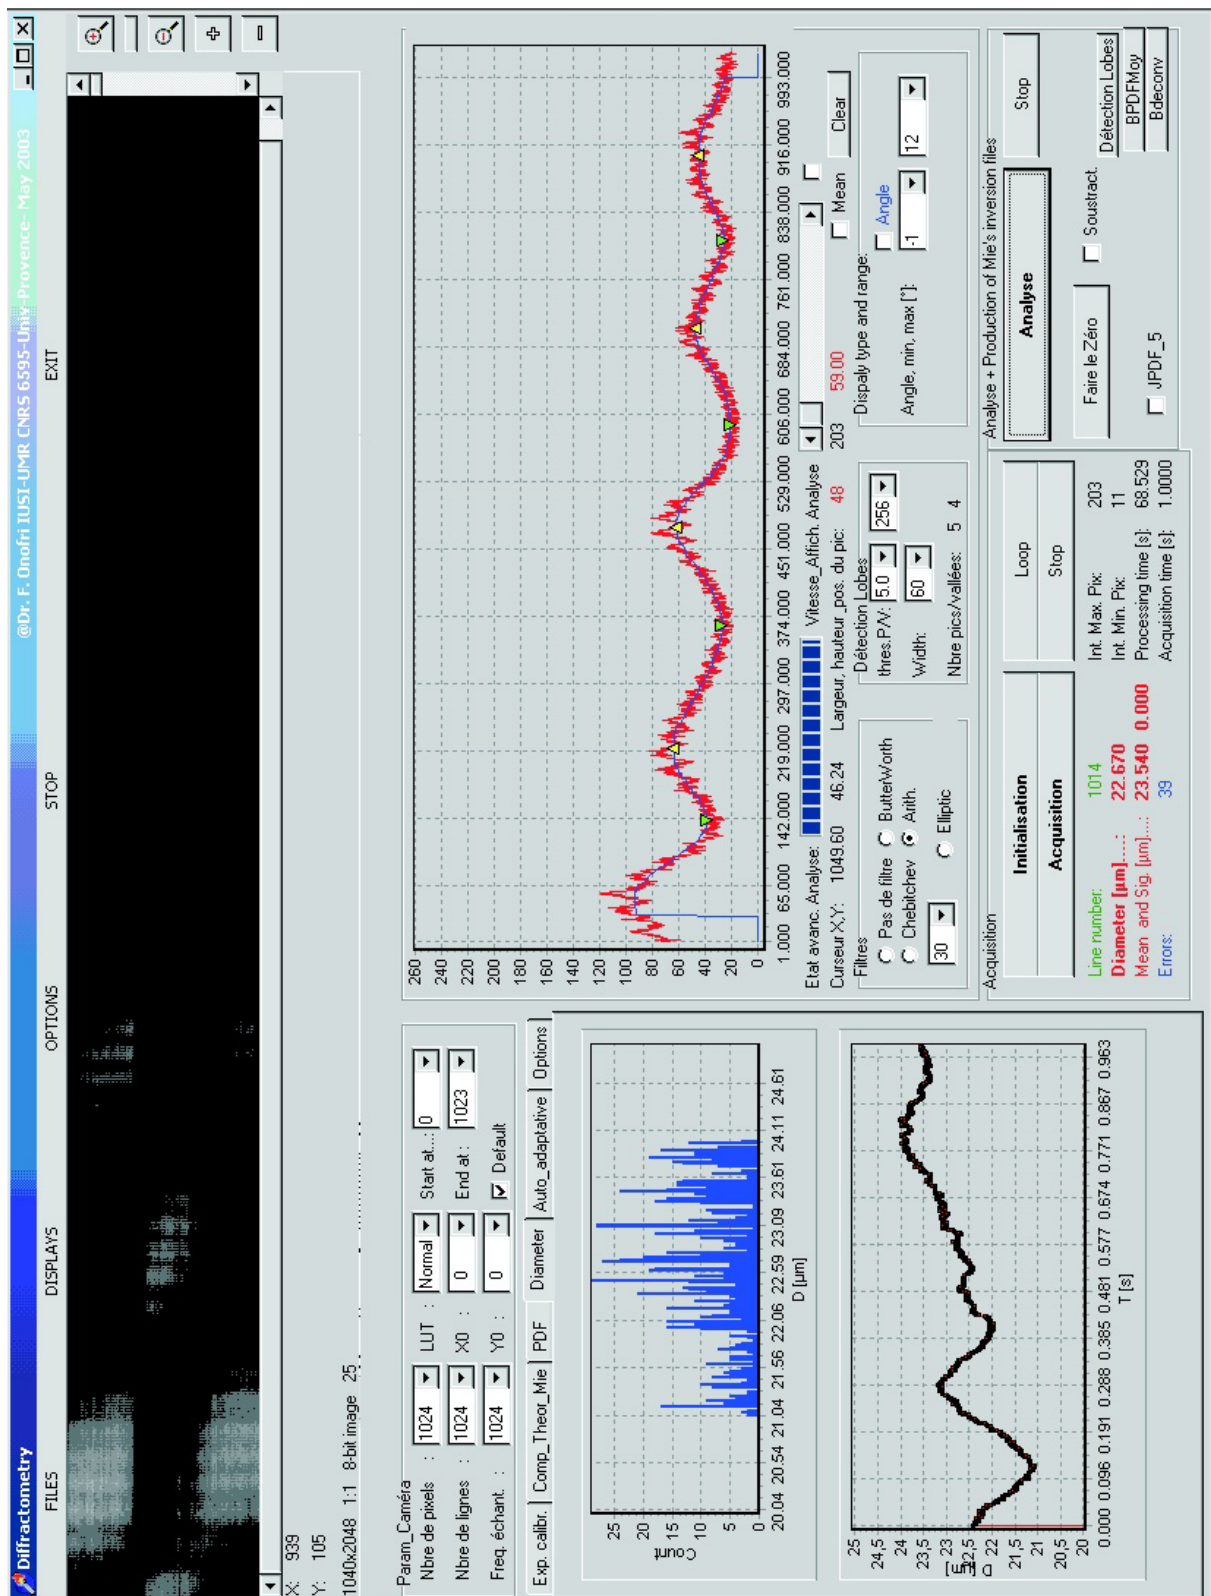 Diffractometry @Dr. F. Onofri IUSI-UMR CNRS 6595-Univ-Provence- May 2003
FILES DISPLAYS OPTIONS STOP EXIT
X: 939
Y: 105
1040x2048 1:1 8-bit image 25
Param_Caméra
Nbre de pixels : 1024 LUT : Normal Start at...: 0
Nbre de lignes : 1024 X0 : 0 End at : 1023
Freq. échant. : 1024 Y0 : 0 Default
Exp. calibr. Comp_Theor_Mie PDF Diameter Auto_adaptative Options
25
20
15
10
5
0
Count
20.04 20.54 21.04 21.56 22.06 22.59 23.09 23.61 24.11 24.61
D [µm]
25
24,5
24
23,5
23
22,5
22
21,5
21
20,5
20
0.000 0.096 0.191 0.288 0.385 0.481 0.577 0.674 0.771 0.867 0.963
T [s]
260
240
220
200
180
160
140
120
100
80
60
40
20
0
1.000 65.000 142.000 219.000 297.000 374.000 451.000 529.000 606.000 684.000 761.000 838.000 916.000 993.000
Etat avanc. Analyse: Vitesse_Affich. Analyse
Curseur X,Y: 1049.60 46.24 Largeur, hauteur _pos. du pic: 48 203 59.00 Mean Clear
Filtres
Pas de filtre ButterWorth
Chebitchev Arith.
30 Elliptic
Détection Lobes
thres.P/V: 5.0 256
Width: 60
Nbre pics/vallées: 5 4
Dispaly type and range:
Angle
Angle, min, max [°]: -1 12
Acquisition
Initialisation Loop
Acquisition Stop
Line number: 1014 Int. Max. Pix: 203
Diameter [µm]....: 22.670 Int. Min. Pix: 11
Mean and Sig. [µm]....: 23.540 0.000 Processing time [s]: 68.529
Errors: 39 Acquisition time [s]: 1.0000
Analyse + Production of Mie's inversion files
Analyse Stop
Faire le Zéro Soustract. Détection Lobes
JPDF_5 BPDFMoy
Bdeconv